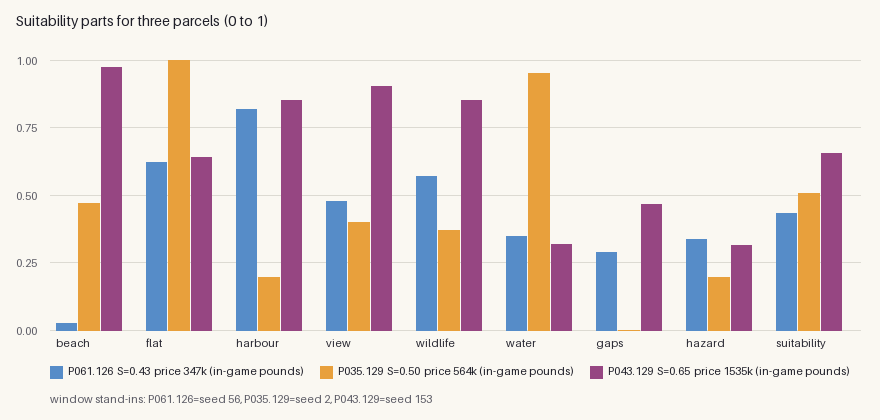 Suitability parts for three parcels (0 to 1)
1.00
0.75
0.50
0.25
0.00
beach flat harbour view wildlife water gaps hazard suitability
P061.126 S=0.43 price 347k (in-game pounds) P035.129 S=0.50 price 564k (in-game pounds) P043.129 S=0.65 price 1535k (in-game pounds)
window stand-ins: P061.126=seed 56, P035.129=seed 2, P043.129=seed 153